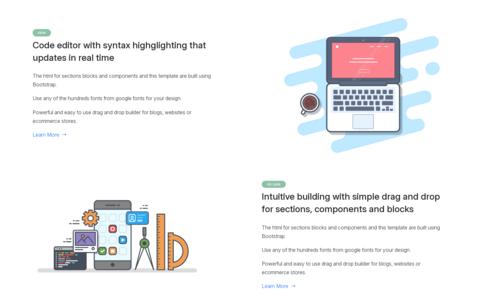 Code editor with syntax highglighting that
updates in real time
The html for sections blocks and components and this template are built using
Bootstrap.
Use any of the hundreds fonts from google fonts for your design.
Powerful and easy to use drag and drop builder for blogs, websites or
ecommerce stores.
Learn More →
Intuitive building with simple drag and drop
for sections, components and blocks
The html for sections blocks and components and this template are built using
Bootstrap.
Use any of the hundreds fonts from google fonts for your design.
Powerful and easy to use drag and drop builder for blogs, websites or
ecommerce stores.
Learn More →